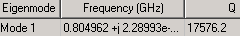 Eigenmode Frequency (GHz) Q
Mode 1 0.804962 +j 2.28993e-... 17576.2